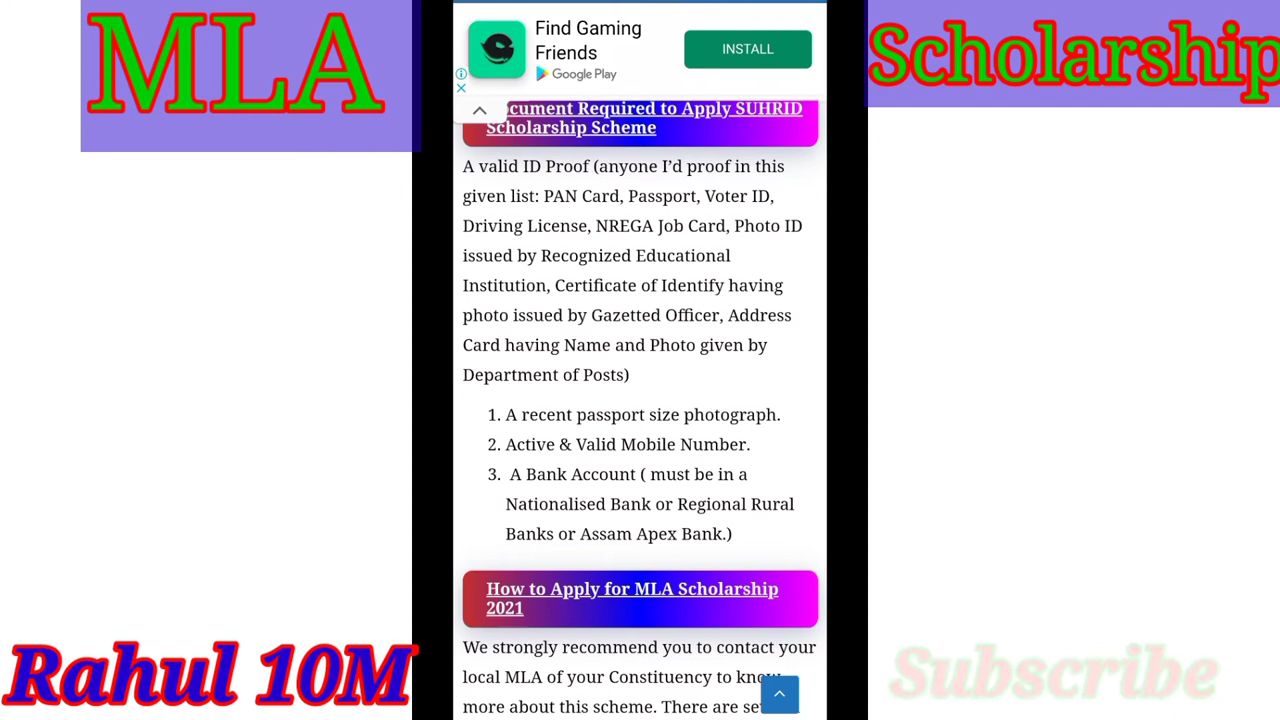 MLA
Scholarship
Find Gaming
Friends
Google Play
INSTALL
ocument Required to Apply SUHRID
Scholarship Scheme
A valid ID Proof (anyone I’d proof in this
given list: PAN Card, Passport, Voter ID,
Driving License, NREGA Job Card, Photo ID
issued by Recognized Educational
Institution, Certificate of Identify having
photo issued by Gazetted Officer, Address
Card having Name and Photo given by
Department of Posts)
1. A recent passport size photograph.
2. Active & Valid Mobile Number.
3. A Bank Account ( must be in a
Nationalised Bank or Regional Rural
Banks or Assam Apex Bank.)
How to Apply for MLA Scholarship
2021
We strongly recommend you to contact your
local MLA of your Constituency to know
more about this scheme. There are
Rahul 10M
Subscribe